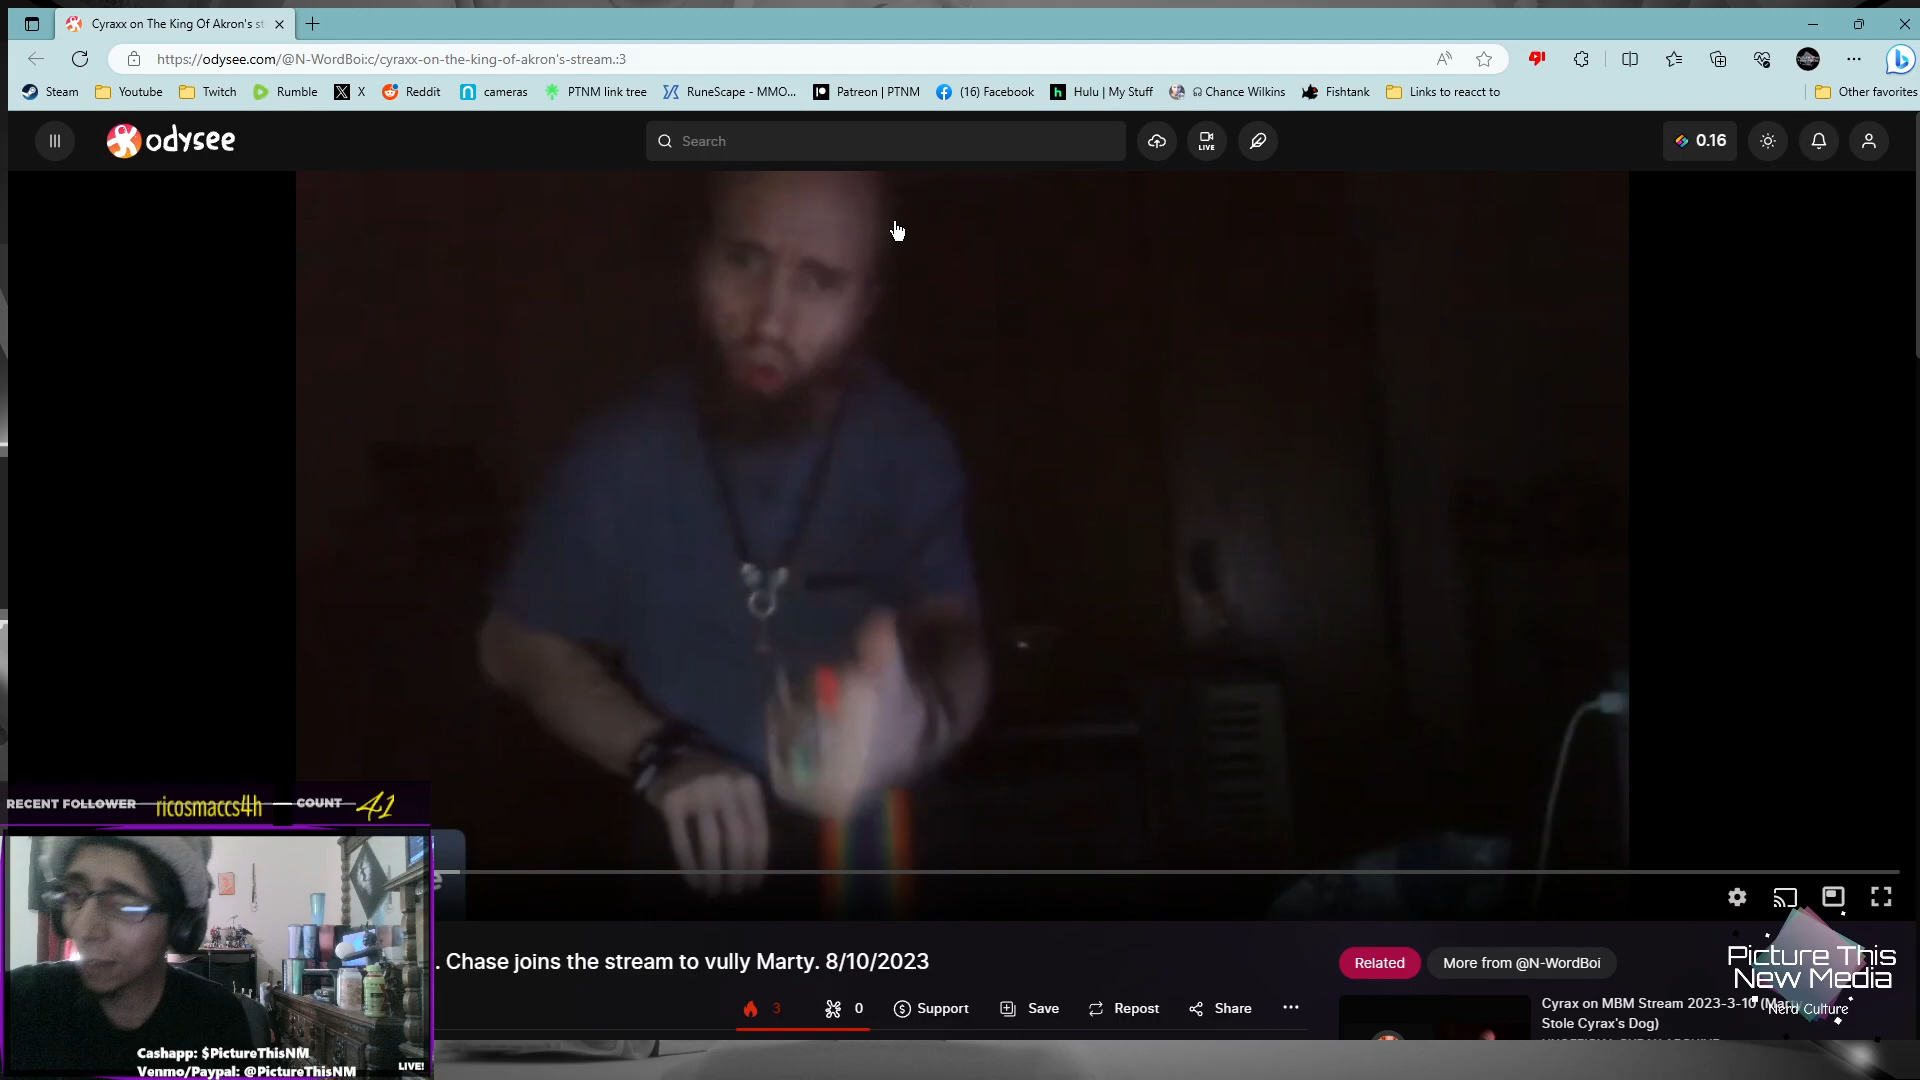 Cyraxx on The King Of Akron's st
https://odysee.com/@N-WordBoi:c/cyraxx-on-the-king-of-akron's-stream.:3
Steam
Youtube
Twitch
Rumble
X
Reddit
cameras
PTNM link tree
RuneScape - MMO...
Patreon | PTNM
(16) Facebook
Hulu | My Stuff
Chance Wilkins
Fishtank
Links to reacct to
Other favorites
odysee
Search
LIVE
0.16
RECENT FOLLOWER ricosmaccs4h COUNT 41
. Chase joins the stream to vully Marty. 8/10/2023
3
0
Support
Save
Repost
Share
Related
More from @N-WordBoi
Cyrax on MBM Stream 2023-3-10 (Marty
Stole Cyrax's Dog)
Picture This
New Media
Nerd Culture
Cashapp: $PictureThisNM
Venmo/Paypal: @PictureThisNM
LIVE!